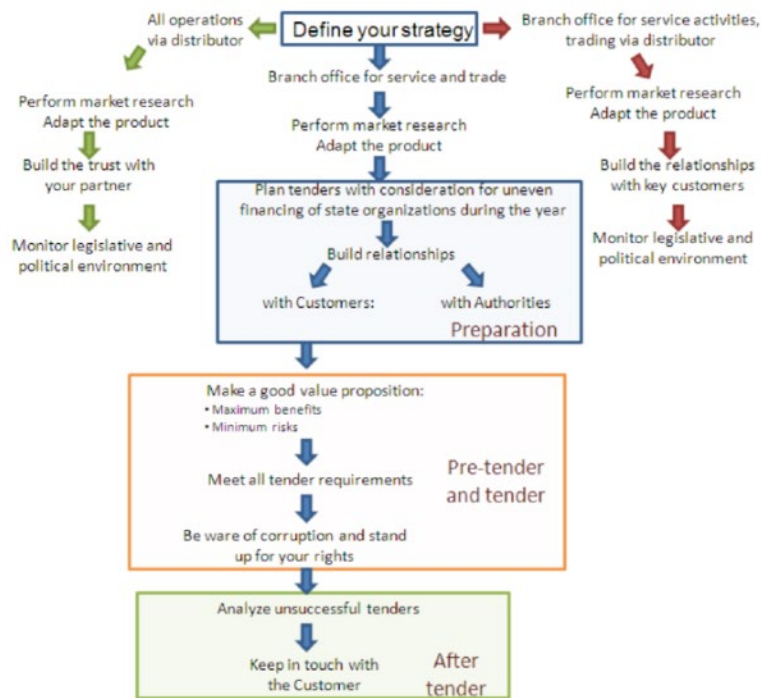 Define your strategy
All operations
via distributor
Perform market research
Adapt the product
Build the trust with
your partner
Monitor legislative and
political environment
Branch office for service and trade
Perform market research
Adapt the product
Plan tenders with consideration for uneven
financing of state organizations during the year
Build relationships
with Customers:
with Authorities
Preparation
Branch office for service activities,
trading via distributor
Perform market research
Adapt the product
Build the relationships
with key customers
Monitor legislative and
political environment
Make a good value proposition:
• Maximum benefits
• Minimum risks
Meet all tender requirements
Be ware of corruption and stand
up for your rights
Pre-tender
and tender
Analyze unsuccessful tenders
Keep in touch with
the Customer
After
tender